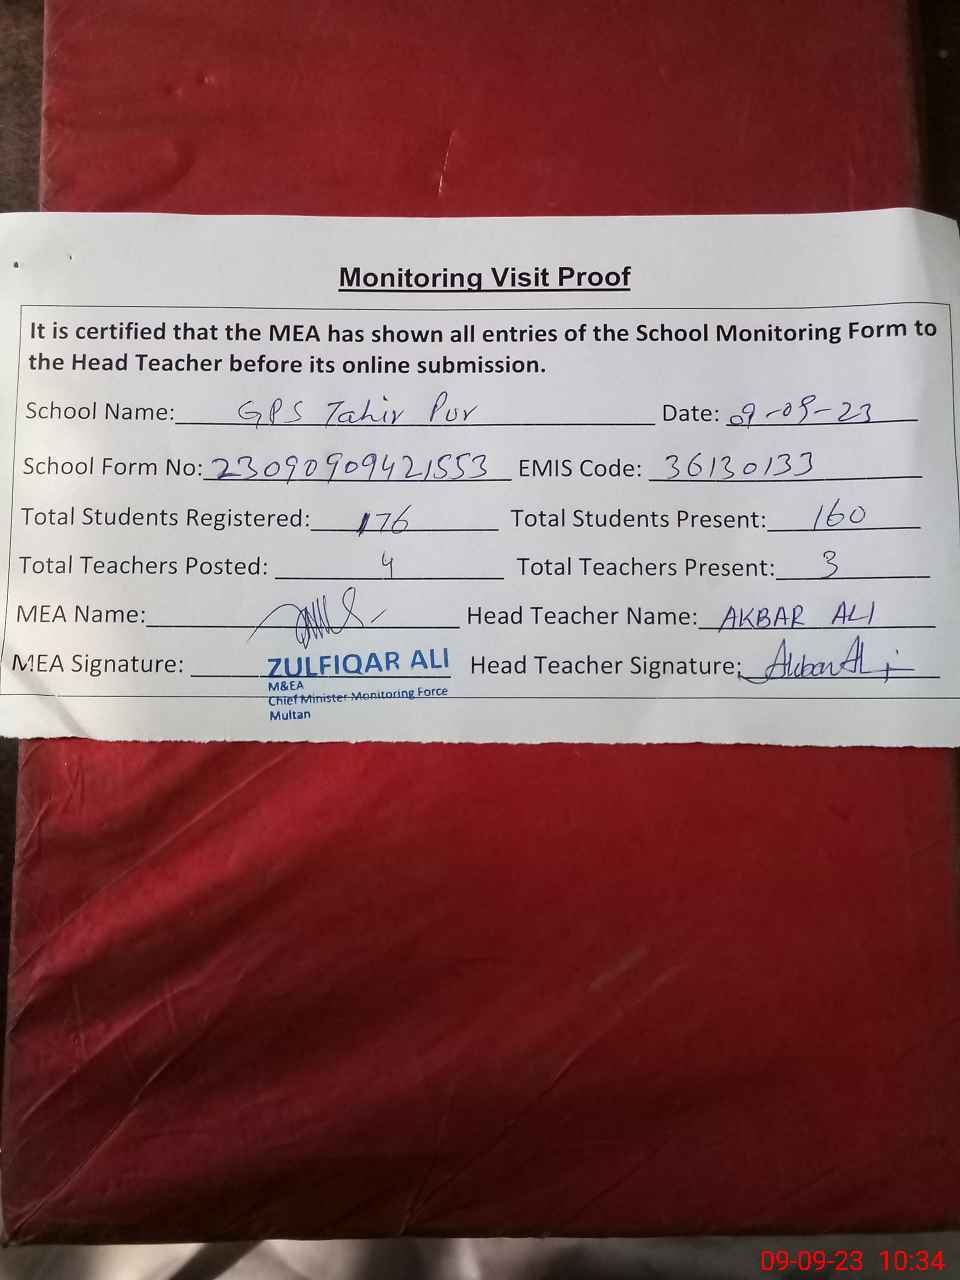 Monitoring Visit Proof
It is certified that the MEA has shown all entries of the School Monitoring Form to
the Head Teacher before its online submission.
School Name: GPS Tahir Pur Date: 09-09-23
School Form No: 23090909421553 EMIS Code: 36130133
Total Students Registered: 176 Total Students Present: 160
Total Teachers Posted: 4 Total Teachers Present: 3
MEA Name: Head Teacher Name: AKBAR ALI
MEA Signature: ZULFIQAR ALI Head Teacher Signature: Akbar Ali
M&EA
Chief Minister Monitoring Force
Multan
09-09-23 10:34